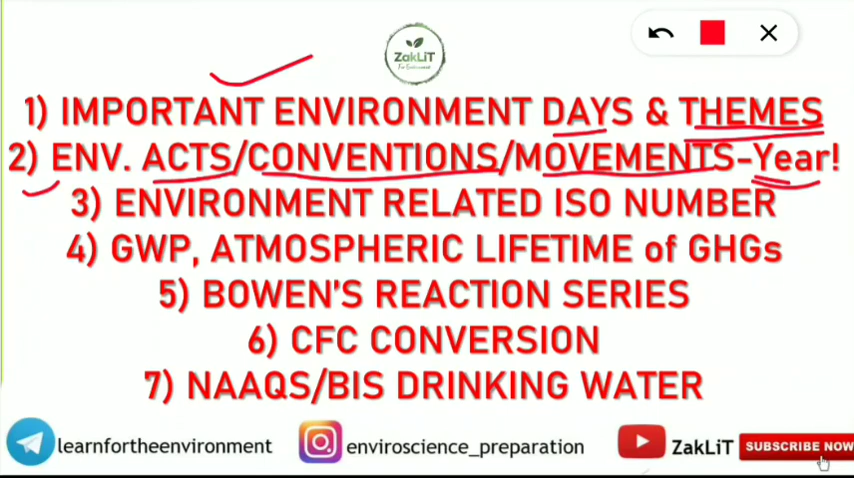 ZakLiT
For Environment
1) IMPORTANT ENVIRONMENT DAYS & THEMES
2) ENV. ACTS/CONVENTIONS/MOVEMENTS-Year!
3) ENVIRONMENT RELATED ISO NUMBER
4) GWP, ATMOSPHERIC LIFETIME of GHGs
5) BOWEN'S REACTION SERIES
6) CFC CONVERSION
7) NAAQS/BIS DRINKING WATER
learnfortheenvironment enviroscience_preparation ZakLiT SUBSCRIBE NOW